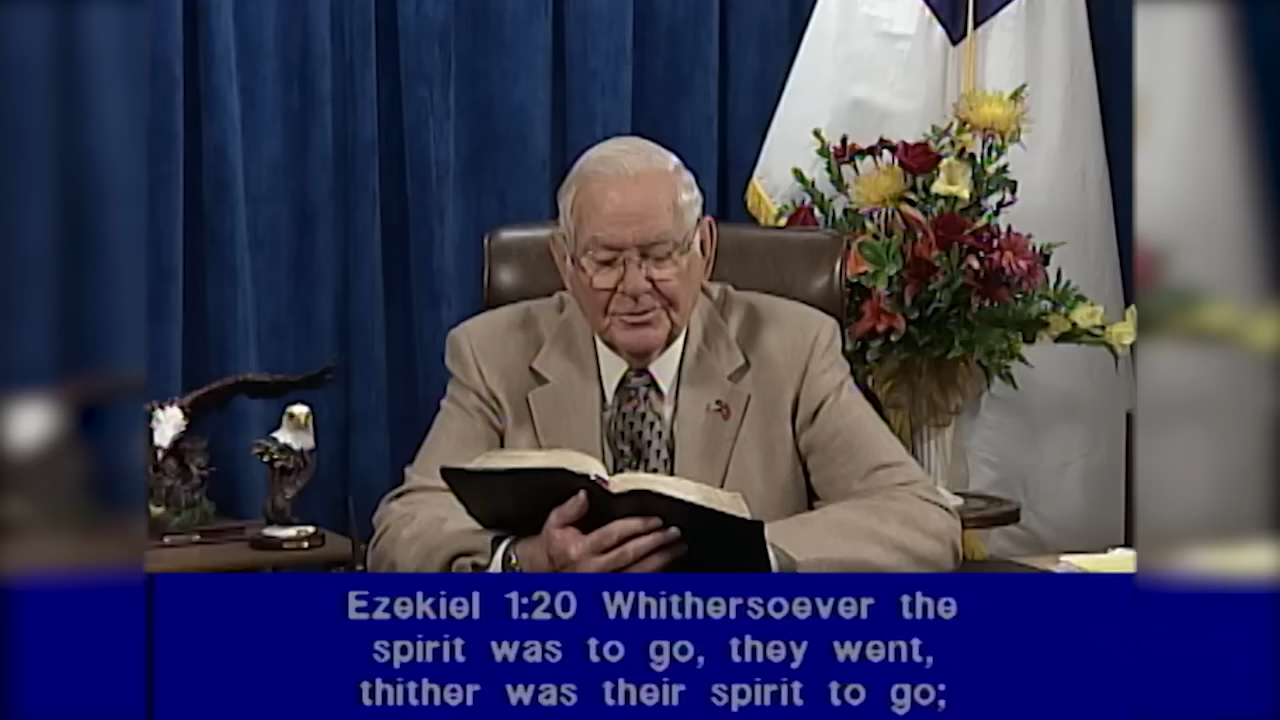 Ezekiel 1:20 Whithersoever the
spirit was to go, they went,
thither was their spirit to go;